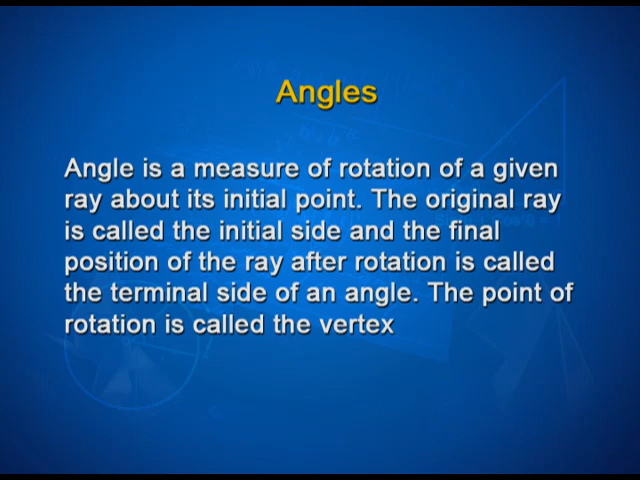 Angles
Angle is a measure of rotation of a given
ray about its initial point. The original ray
is called the initial side and the final
position of the ray after rotation is called
the terminal side of an angle. The point of
rotation is called the vertex